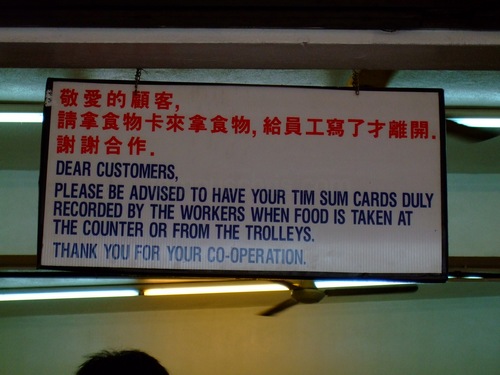 敬愛的顧客,
請拿食物卡來拿食物, 給員工寫了才離開.
謝謝合作.
DEAR CUSTOMERS,
PLEASE BE ADVISED TO HAVE YOUR TIM SUM CARDS DULY
RECORDED BY THE WORKERS WHEN FOOD IS TAKEN AT
THE COUNTER OR FROM THE TROLLEYS.
THANK YOU FOR YOUR CO-OPERATION.